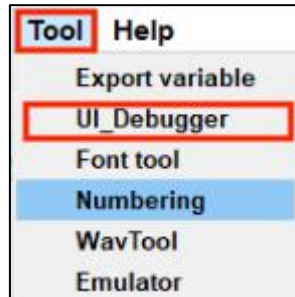 Tool Help
Export variable
UI_Debugger
Font tool
Numbering
WavTool
Emulator